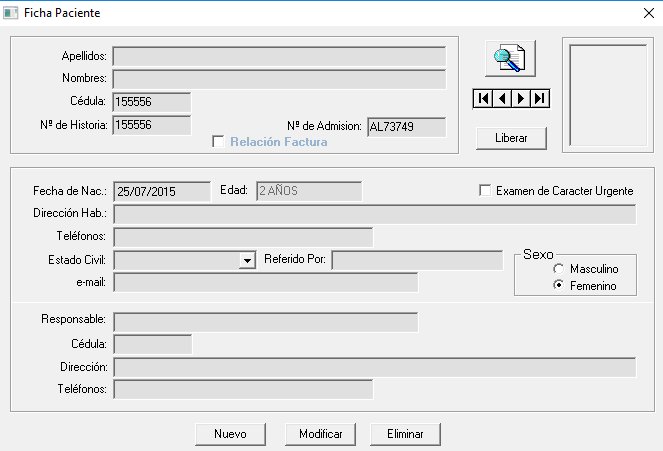 Ficha Paciente
Apellidos:
Nombres:
Cédula: 155556
Nº de Historia: 155556 Nº de Admision: AL73749
Relación Factura
Liberar
Fecha de Nac.: 25/07/2015 Edad: 2 AÑOS Examen de Caracter Urgente
Dirección Hab.:
Teléfonos:
Estado Civil: Referido Por:
e-mail:
Sexo
Masculino
Femenino
Responsable:
Cédula:
Dirección:
Teléfonos:
Nuevo Modificar Eliminar